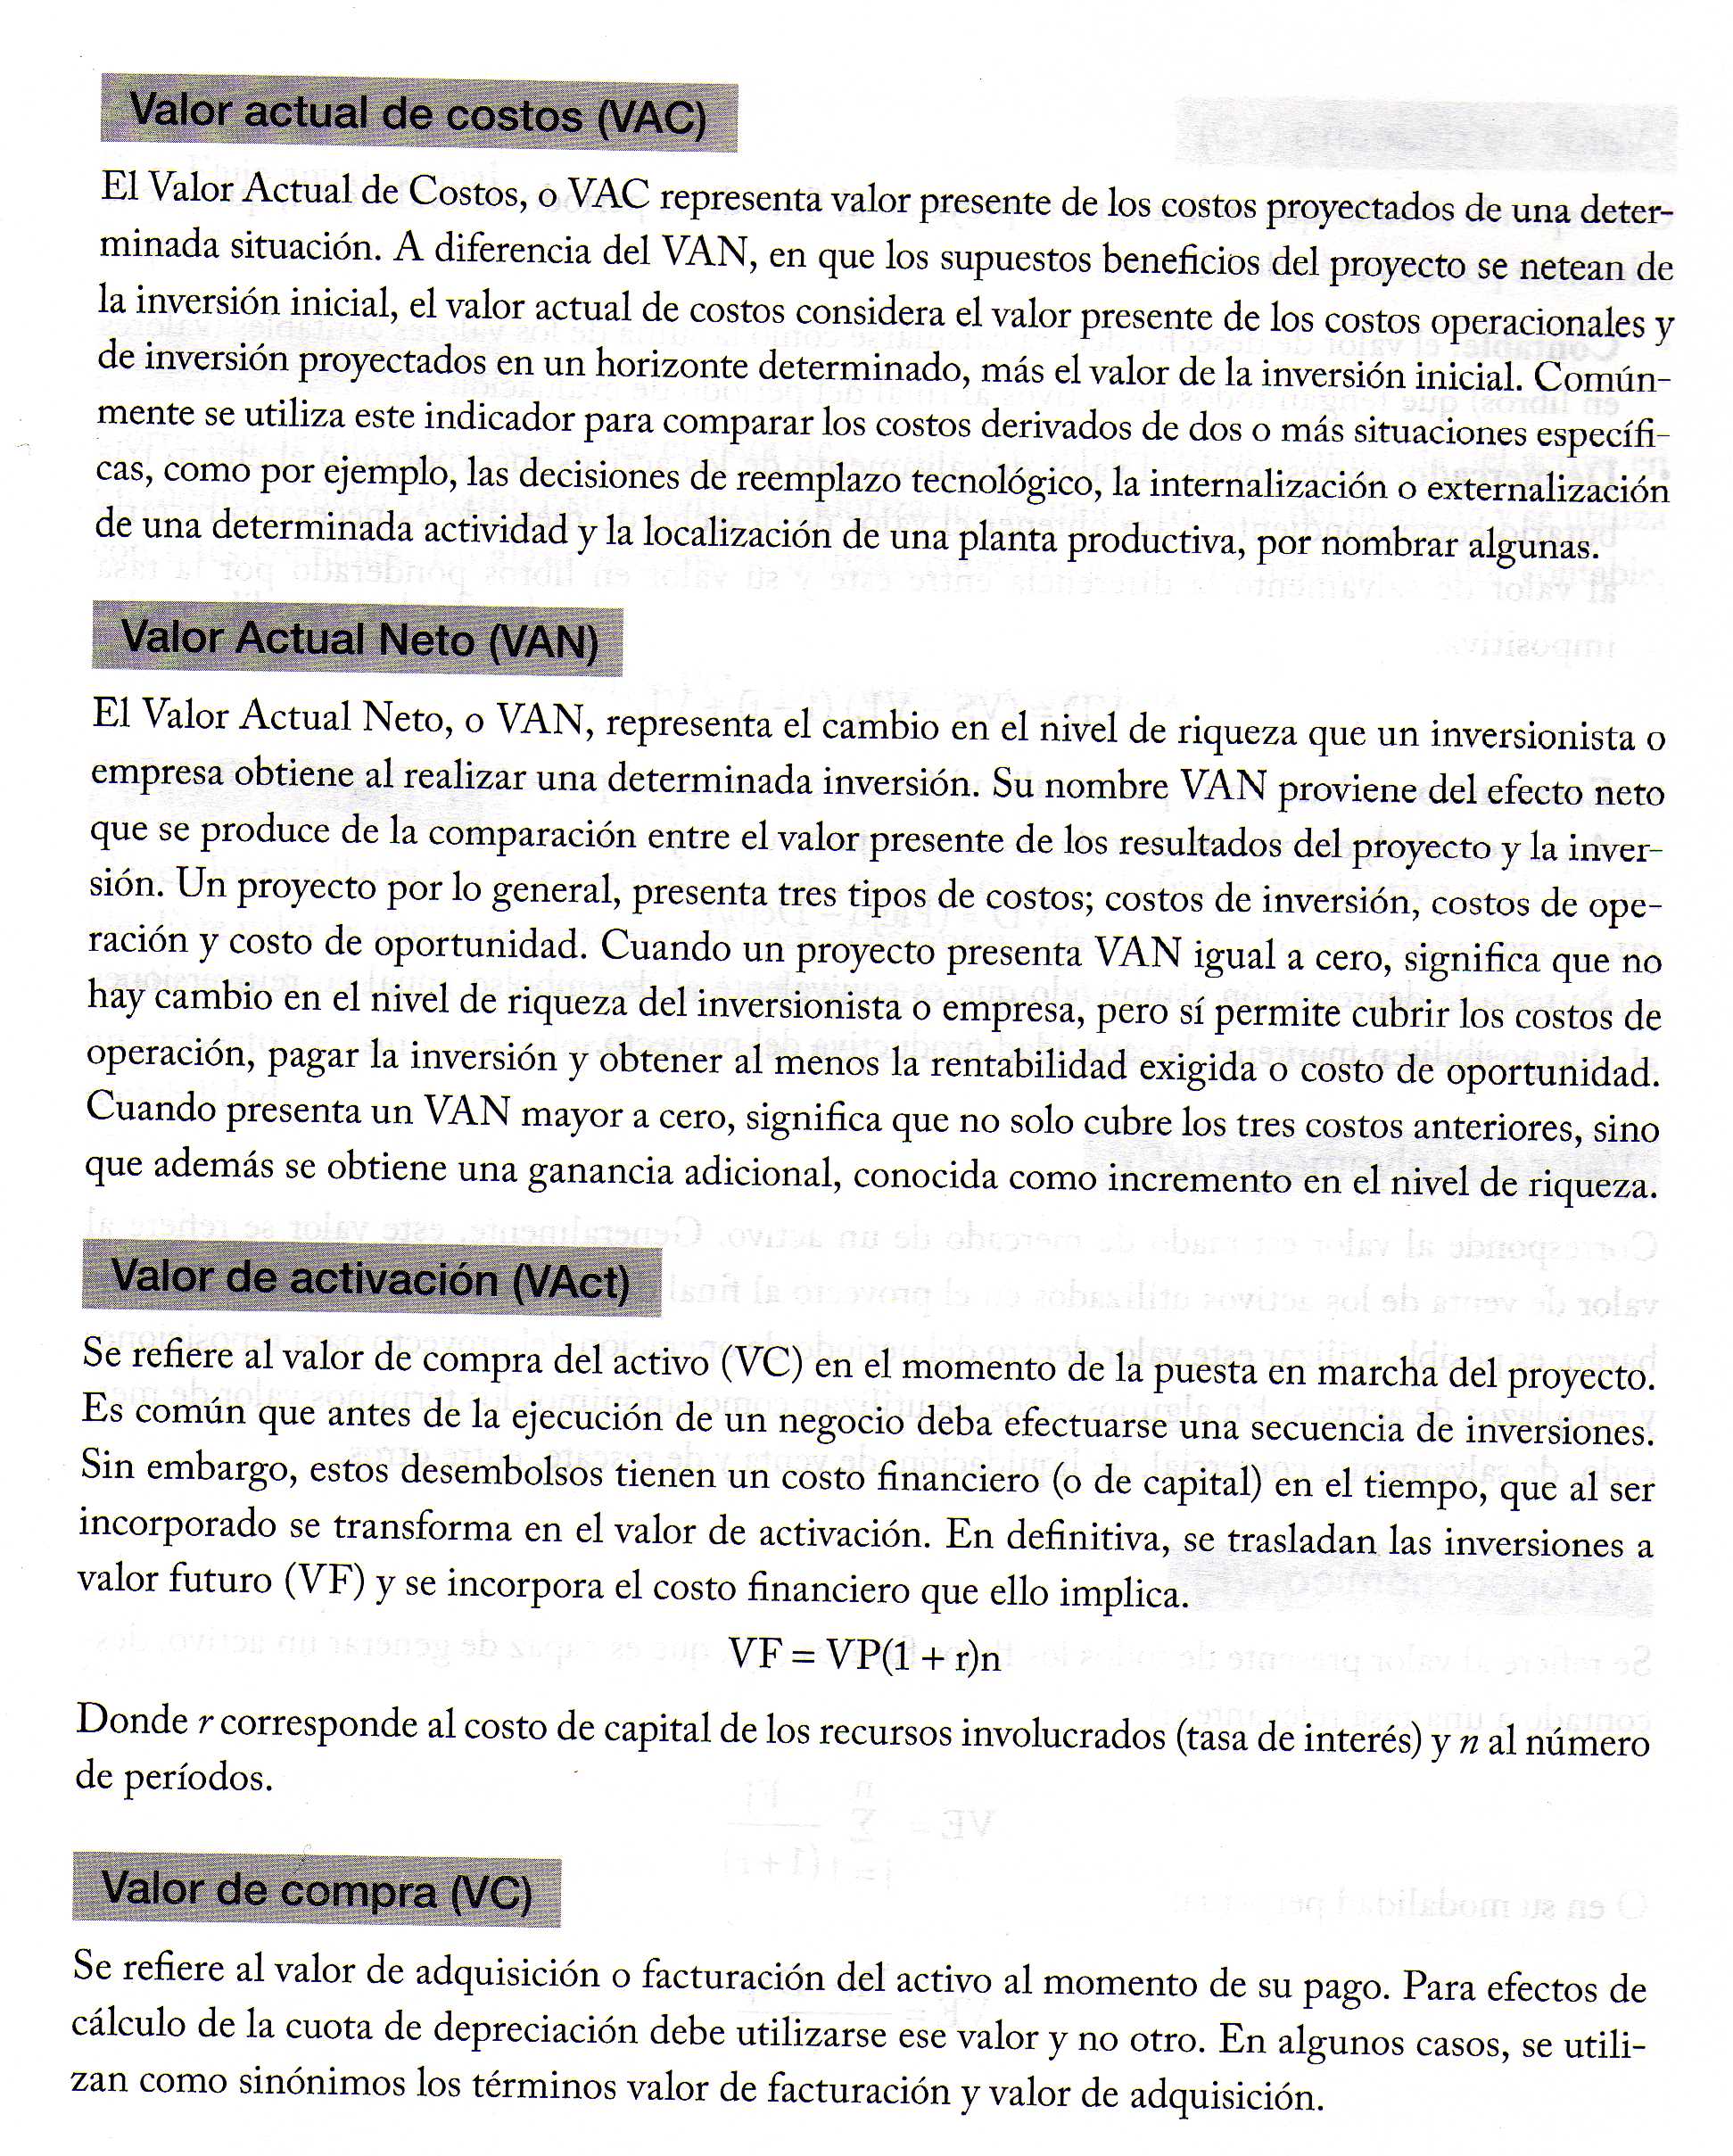 Valor actual de costos (VAC)
El Valor Actual de Costos, o VAC representa valor presente de los costos proyectados de una deter-
minada situación. A diferencia del VAN, en que los supuestos beneficios del proyecto se netean de
la inversión inicial, el valor actual de costos considera el valor presente de los costos operacionales y
de inversión proyectados en un horizonte determinado, más el valor de la inversión inicial. Común-
mente se utiliza este indicador para comparar los costos derivados de dos o más situaciones específi-
cas, como por ejemplo, las decisiones de reemplazo tecnológico, la internalización o externalización
de una determinada actividad y la localización de una planta productiva, por nombrar algunas.
Valor Actual Neto (VAN)
El Valor Actual Neto, o VAN, representa el cambio en el nivel de riqueza que un inversionista o
empresa obtiene al realizar una determinada inversión. Su nombre VAN proviene del efecto neto
que se produce de la comparación entre el valor presente de los resultados del proyecto y la inver-
sión. Un proyecto por lo general, presenta tres tipos de costos; costos de inversión, costos de ope-
ración y costo de oportunidad. Cuando un proyecto presenta VAN igual a cero, significa que no
hay cambio en el nivel de riqueza del inversionista o empresa, pero sí permite cubrir los costos de
operación, pagar la inversión y obtener al menos la rentabilidad exigida o costo de oportunidad.
Cuando presenta un VAN mayor a cero, significa que no solo cubre los tres costos anteriores, sino
que además se obtiene una ganancia adicional, conocida como incremento en el nivel de riqueza.
Valor de activación (VAct)
Se refiere al valor de compra del activo (VC) en el momento de la puesta en marcha del proyecto.
Es común que antes de la ejecución de un negocio deba efectuarse una secuencia de inversiones.
Sin embargo, estos desembolsos tienen un costo financiero (o de capital) en el tiempo, que al ser
incorporado se transforma en el valor de activación. En definitiva, se trasladan las inversiones a
valor futuro (VF) y se incorpora el costo financiero que ello implica.
VF = VP(1 + r)n
Donde r corresponde al costo de capital de los recursos involucrados (tasa de interés) y n al número
de períodos.
Valor de compra (VC)
Se refiere al valor de adquisición o facturación del activo al momento de su pago. Para efectos de
cálculo de la cuota de depreciación debe utilizarse ese valor y no otro. En algunos casos, se utili-
zan como sinónimos los términos valor de facturación y valor de adquisición.